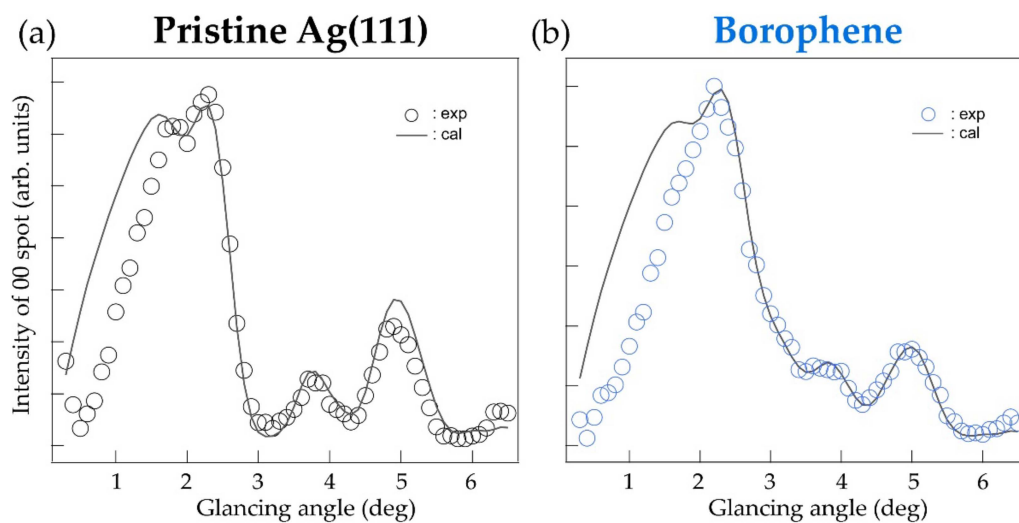 (a) Pristine Ag(111)
Intensity of 00 spot (arb. units)
: exp
: cal
1 2 3 4 5 6
Glancing angle (deg)
(b) Borophene
: exp
: cal
1 2 3 4 5 6
Glancing angle (deg)